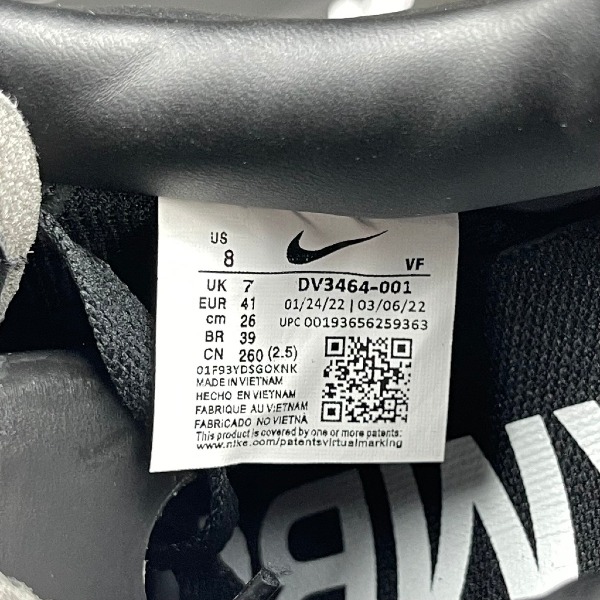 US
8
VF
UK 7
EUR 41
cm 26
BR 39
CN 260 (2.5)
DV3464-001
01/24/22 | 03/06/22
UPC 00193656259363
01F93YDSGOKNK
MADE IN VIETNAM
HECHO EN VIETNAM
FABRIQUE AU VIETNAM
FABRICADO NO VIETNÃ
This product is covered by one or more patents:
www.nike.com/patentsvirtualmarking